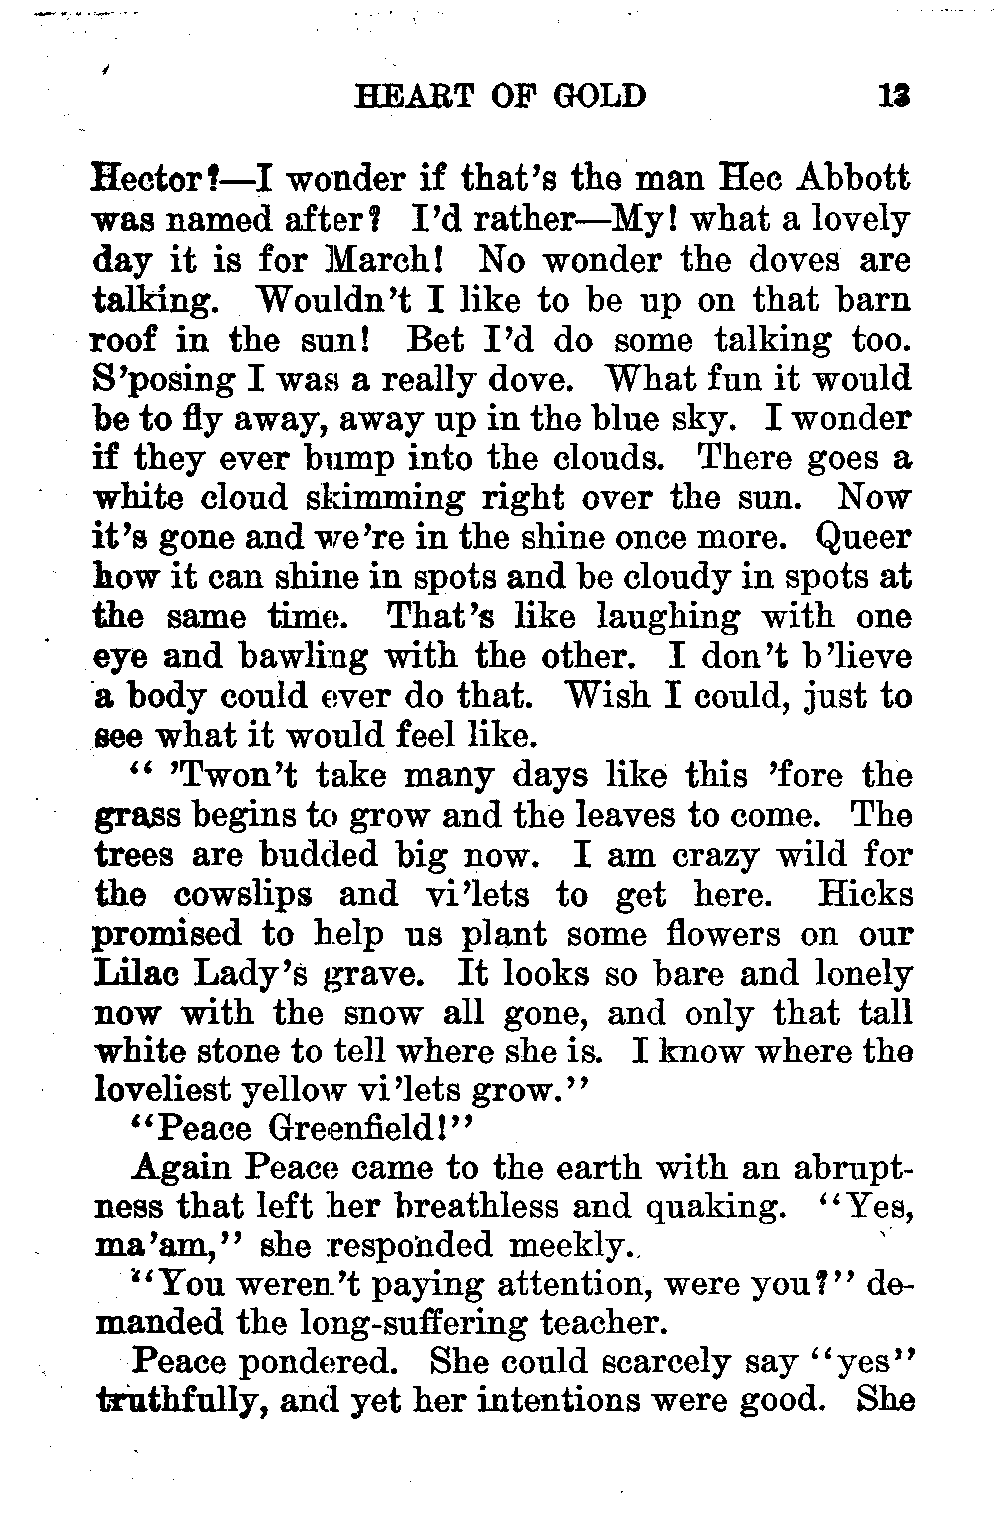 HEART OF GOLD 13
Hector!—I wonder if that's the man Hec Abbott
was named after? I'd rather—My! what a lovely
day it is for March! No wonder the doves are
talking. Wouldn't I like to be up on that barn
roof in the sun! Bet I'd do some talking too.
S'posing I was a really dove. What fun it would
be to fly away, away up in the blue sky. I wonder
if they ever bump into the clouds. There goes a
white cloud skimming right over the sun. Now
it's gone and we're in the shine once more. Queer
how it can shine in spots and be cloudy in spots at
the same time. That's like laughing with one
eye and bawling with the other. I don't b'lieve
a body could ever do that. Wish I could, just to
see what it would feel like.
“ 'Twon't take many days like this 'fore the
grass begins to grow and the leaves to come. The
trees are budded big now. I am crazy wild for
the cowslips and vi'lets to get here. Hicks
promised to help us plant some flowers on our
Lilac Lady's grave. It looks so bare and lonely
now with the snow all gone, and only that tall
white stone to tell where she is. I know where the
loveliest yellow vi'lets grow.”
“Peace Greenfield!”
Again Peace came to the earth with an abrupt-
ness that left her breathless and quaking. “Yes,
ma'am,” she responded meekly.
“You weren't paying attention, were you?” de-
manded the long-suffering teacher.
Peace pondered. She could scarcely say “yes”
truthfully, and yet her intentions were good. She